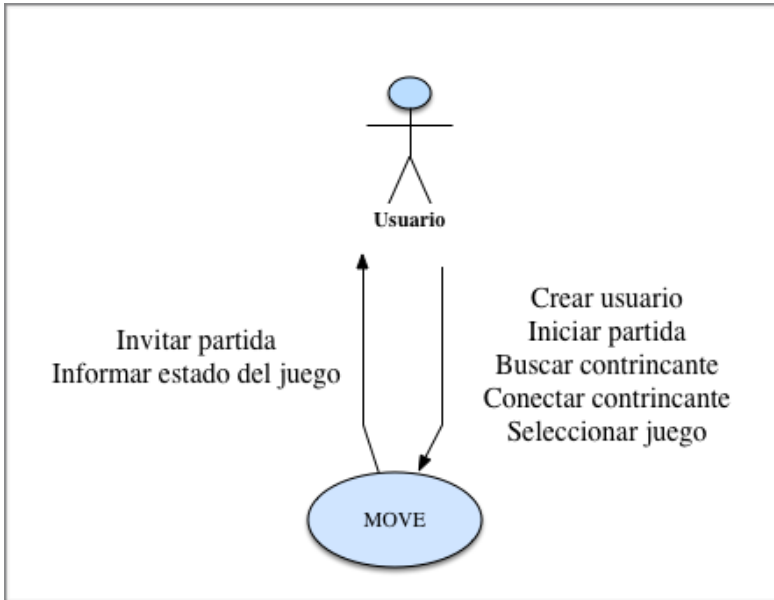 Usuario
Invitar partida
Informar estado del juego
Crear usuario
Iniciar partida
Buscar contrincante
Conectar contrincante
Seleccionar juego
MOVE